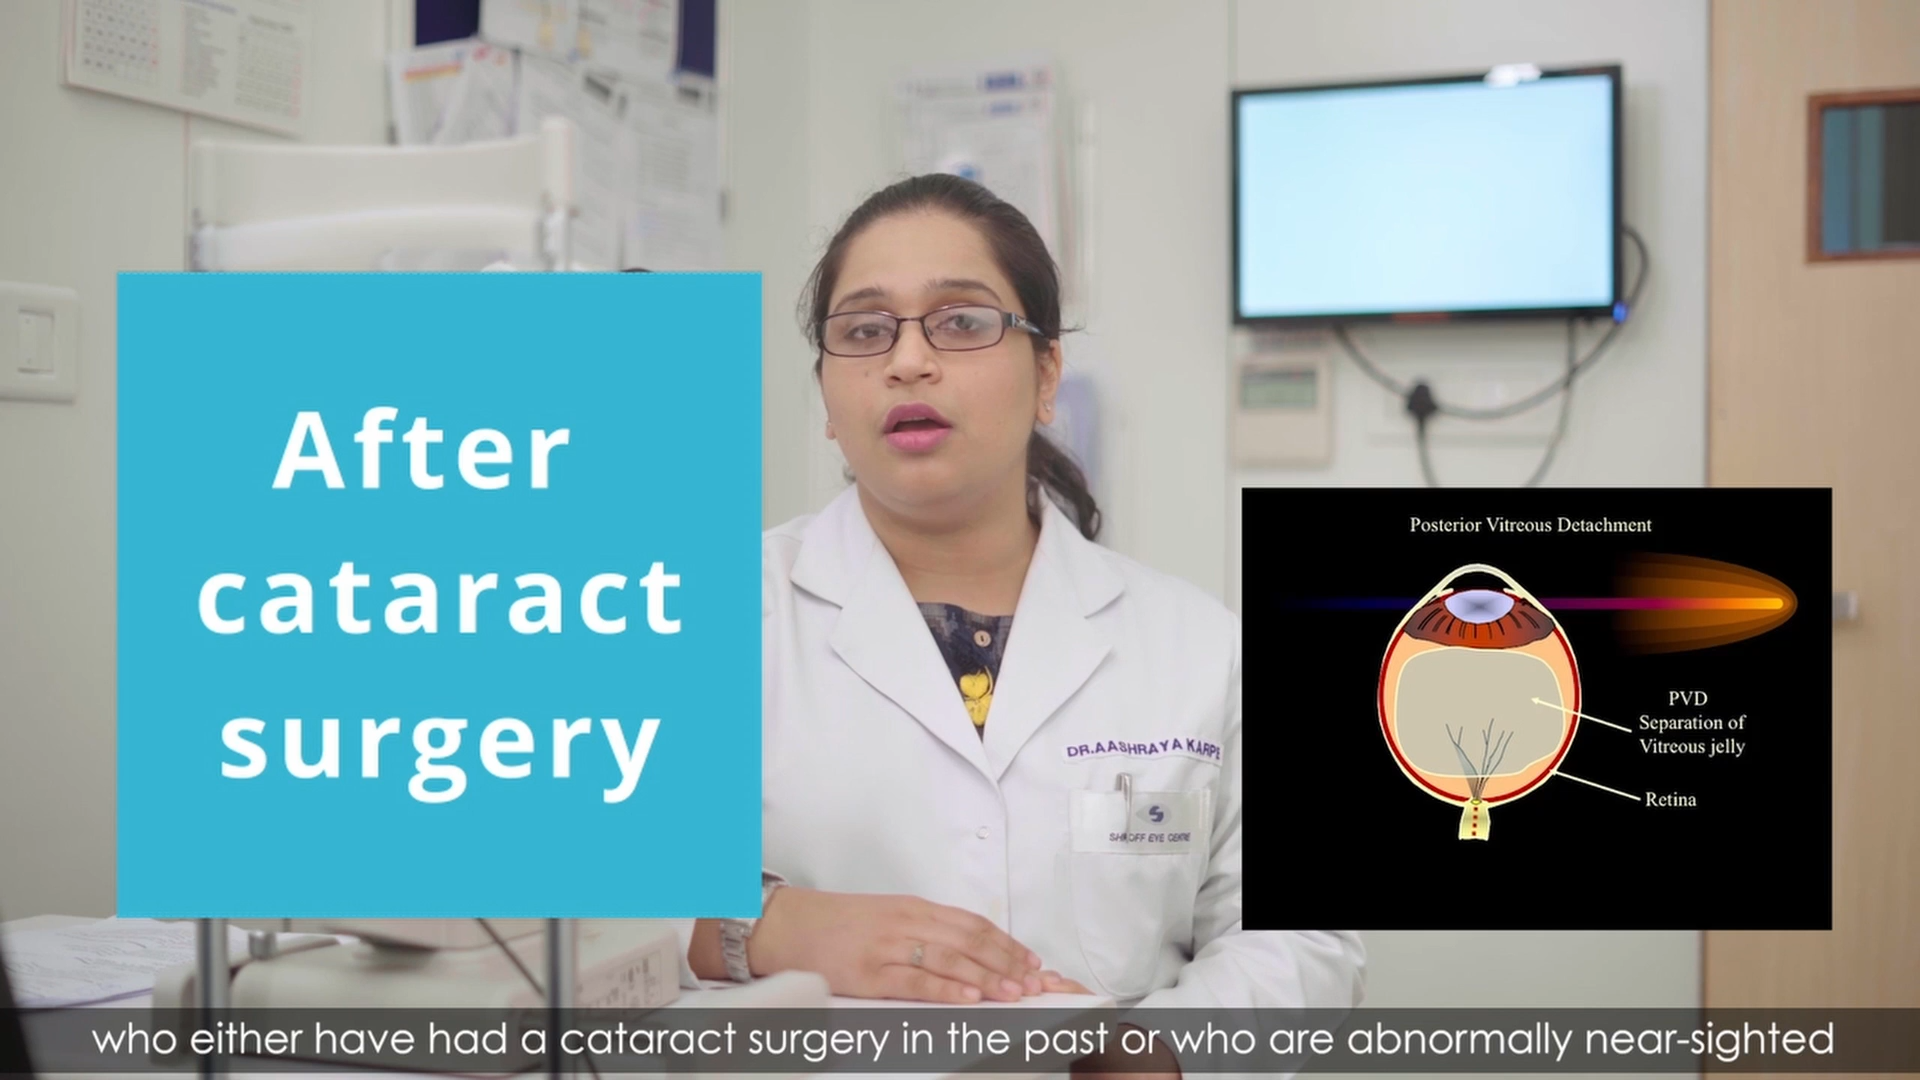 After
cataract
surgery
Posterior Vitreous Detachment
PVD
Separation of
Vitreous jelly
Retina
DR.AASHRAYA KARPE
SHROFF EYE CENTRE
who either have had a cataract surgery in the past or who are abnormally near-sighted